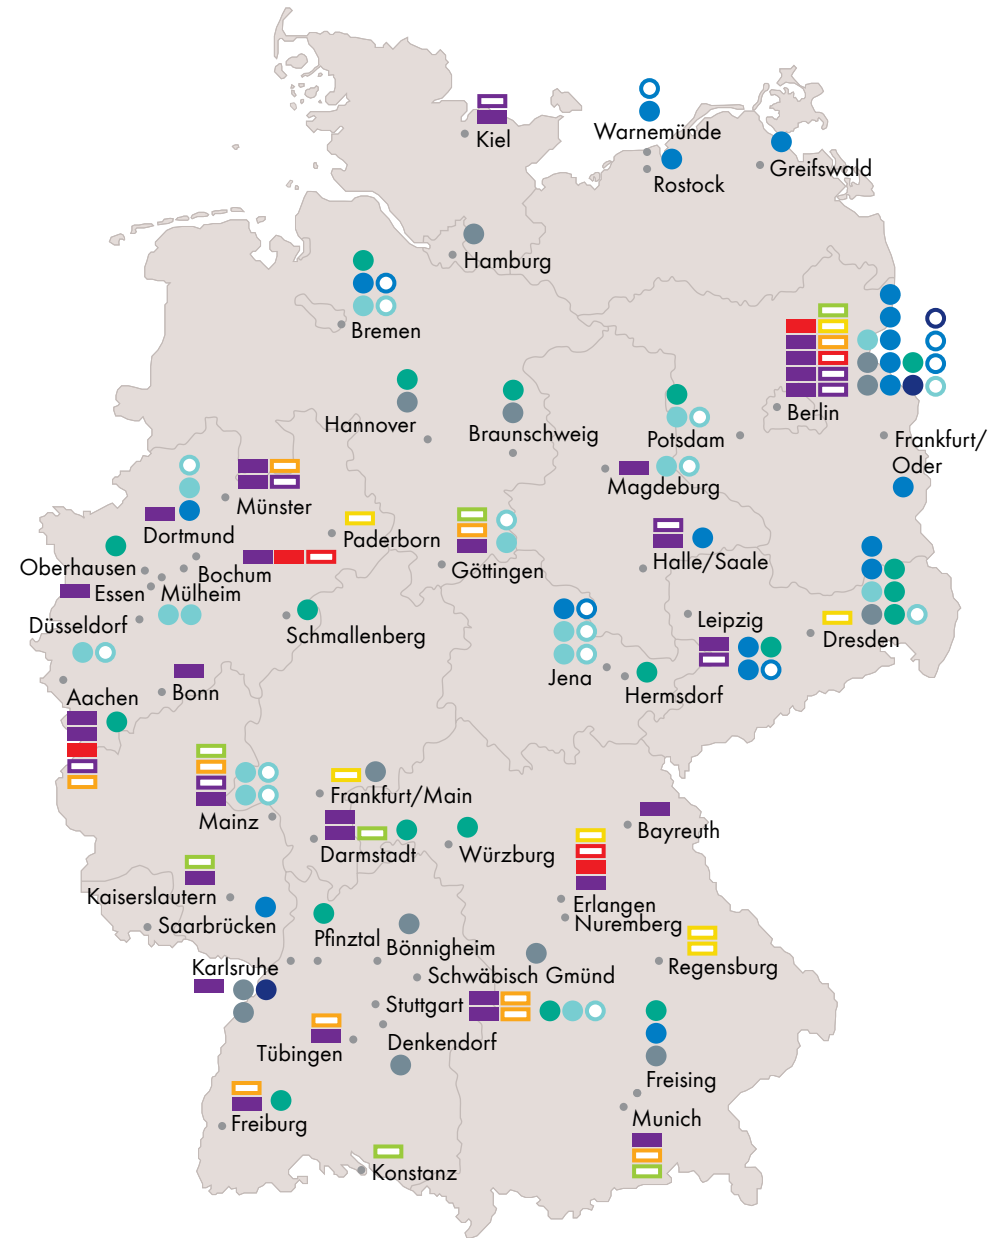 Kiel
Warnemünde
Rostock
Greifswald
Hamburg
Bremen
Hannover
Braunschweig
Potsdam
Berlin
Frankfurt/
Oder
Magdeburg
Münster
Dortmund
Paderborn
Göttingen
Halle/Saale
Oberhausen
Bochum
Essen
Mülheim
Düsseldorf
Schmallenberg
Leipzig
Dresden
Jena
Hermsdorf
Aachen
Bonn
Mainz
Frankfurt/Main
Darmstadt
Würzburg
Bayreuth
Kaiserslautern
Saarbrücken
Erlangen
Nuremberg
Pfinztal
Bönnigheim
Regensburg
Karlsruhe
Schwäbisch Gmünd
Stuttgart
Tübingen
Denkendorf
Freising
Freiburg
Munich
Konstanz